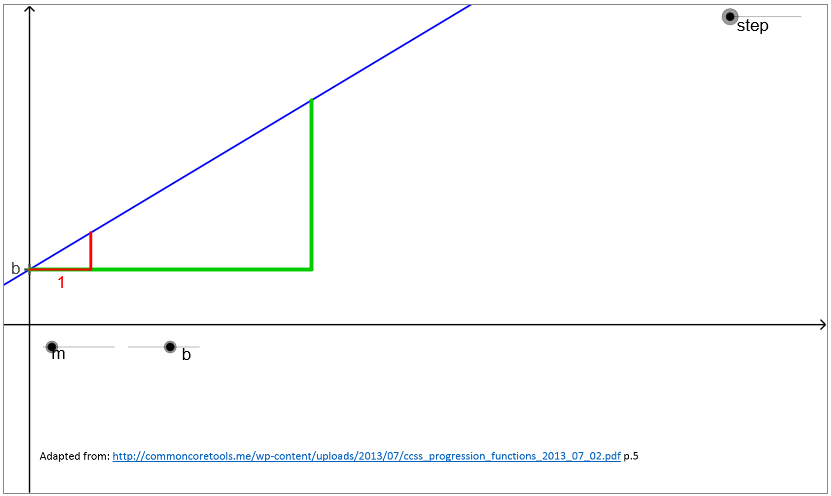 step
b
1
m
b
Adapted from: http://commoncoretools.me/wp-content/uploads/2013/07/ccss_progression_functions_2013_07_02.pdf p.5